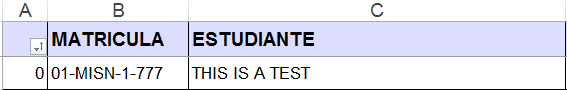 A B C
MATRICULA ESTUDIANTE
0 01-MISN-1-777 THIS IS A TEST